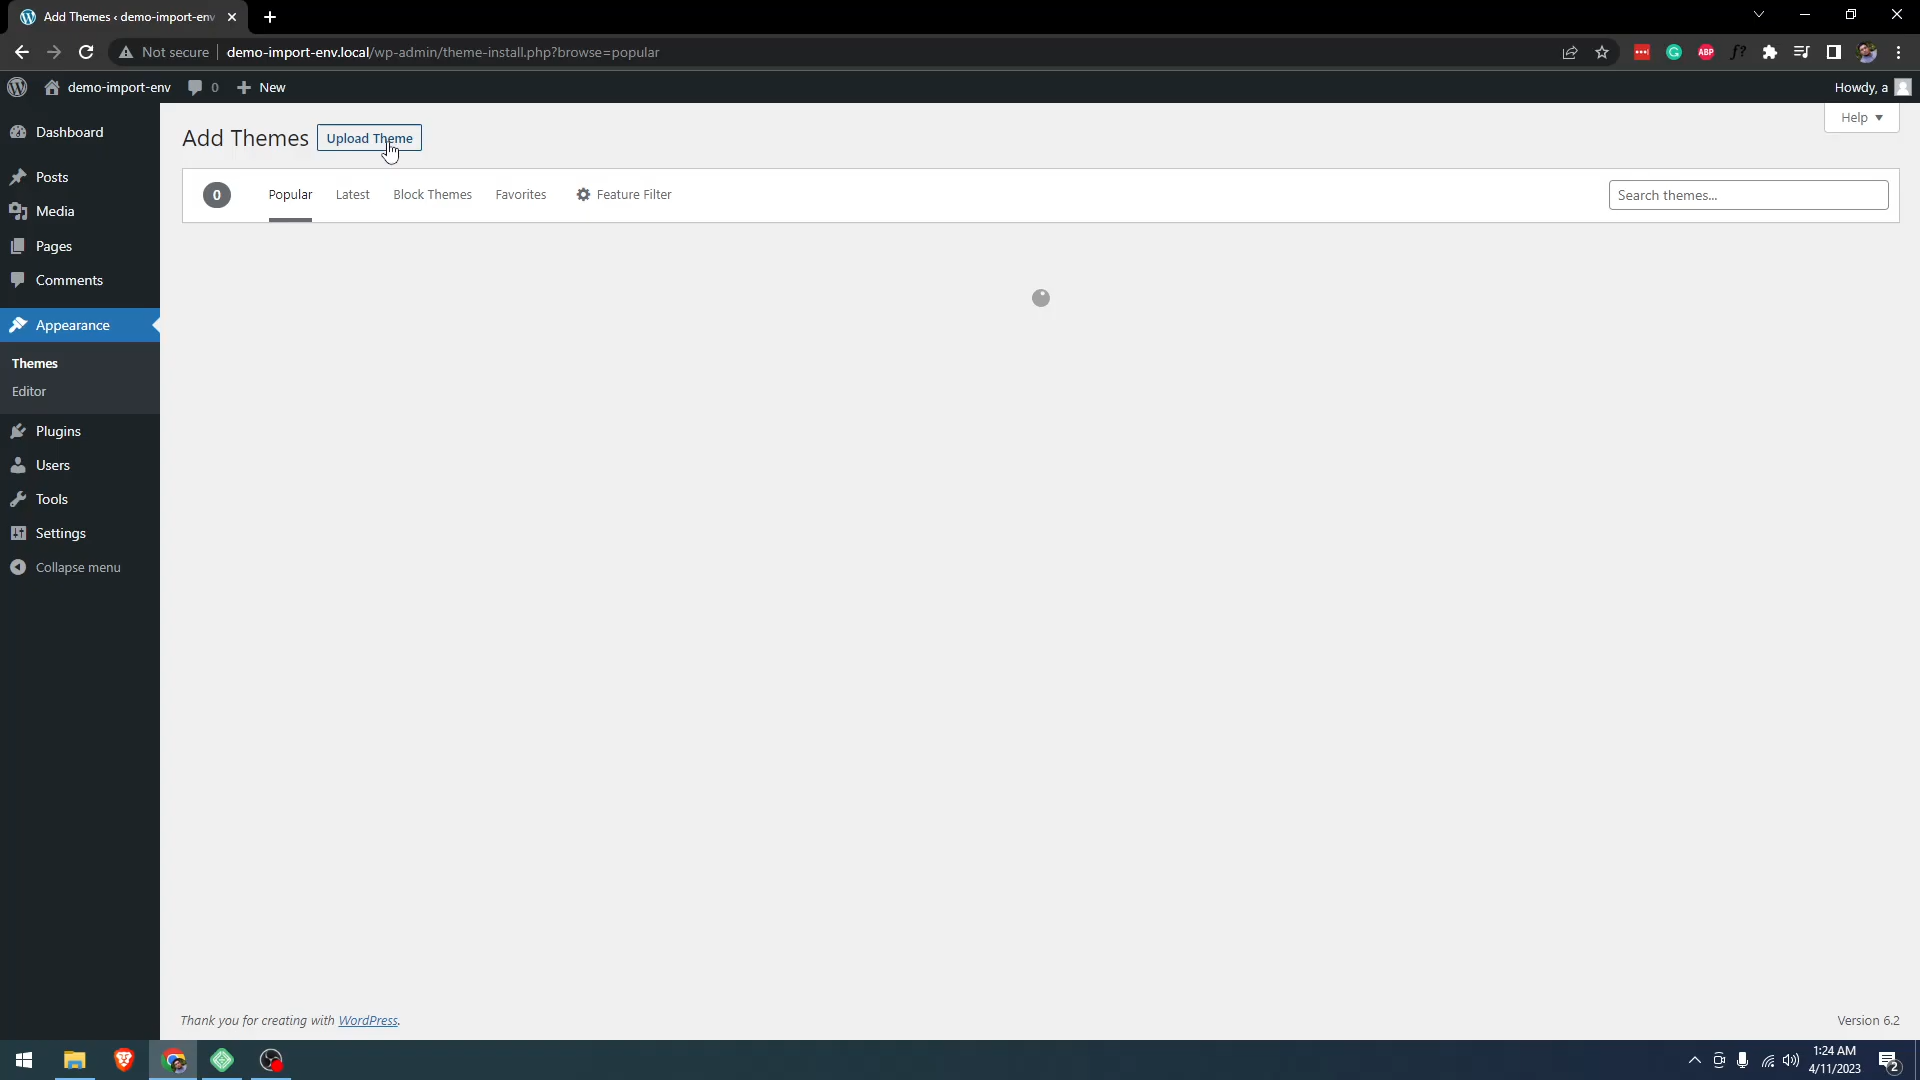 Add Themes ‹ demo-import-env
Not secure demo-import-env.local/wp-admin/theme-install.php?browse=popular
ABP
f?
demo-import-env 0 New Howdy, a
Dashboard
Posts
Media
Pages
Comments
Appearance
Themes
Editor
Plugins
Users
Tools
Settings
Collapse menu
Add Themes Upload Theme Help
0 Popular Latest Block Themes Favorites Feature Filter Search themes...
Thank you for creating with WordPress. Version 6.2
1:24 AM
4/11/2023
2